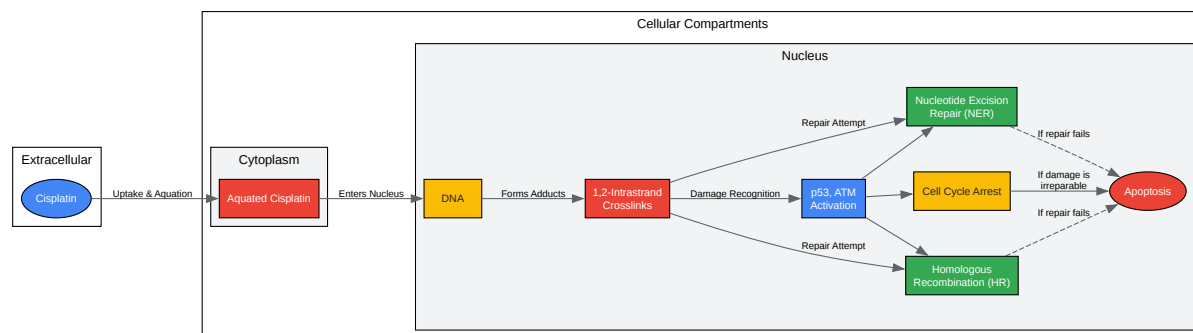 Cellular Compartments
Nucleus
Extracellular
Cisplatin
Uptake & Aquation
Cytoplasm
Aquated Cisplatin
Enters Nucleus
DNA
Forms Adducts
1,2-Intrastrand
Crosslinks
Repair Attempt
Damage Recognition
Repair Attempt
p53, ATM
Activation
Nucleotide Excision
Repair (NER)
Cell Cycle Arrest
Homologous
Recombination (HR)
If repair fails
If damage is
irreparable
If repair fails
Apoptosis